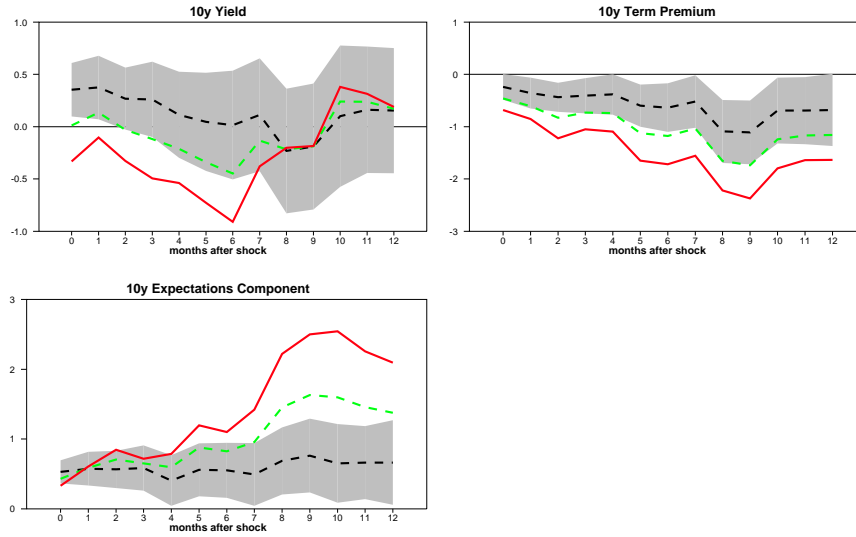 10y Yield
1.0
0.5
0.0
-0.5
-1.0
0 1 2 3 4 5 6 7 8 9 10 11 12
months after shock
10y Term Premium
1
0
-1
-2
-3
0 1 2 3 4 5 6 7 8 9 10 11 12
months after shock
10y Expectations Component
3
2
1
0
0 1 2 3 4 5 6 7 8 9 10 11 12
months after shock